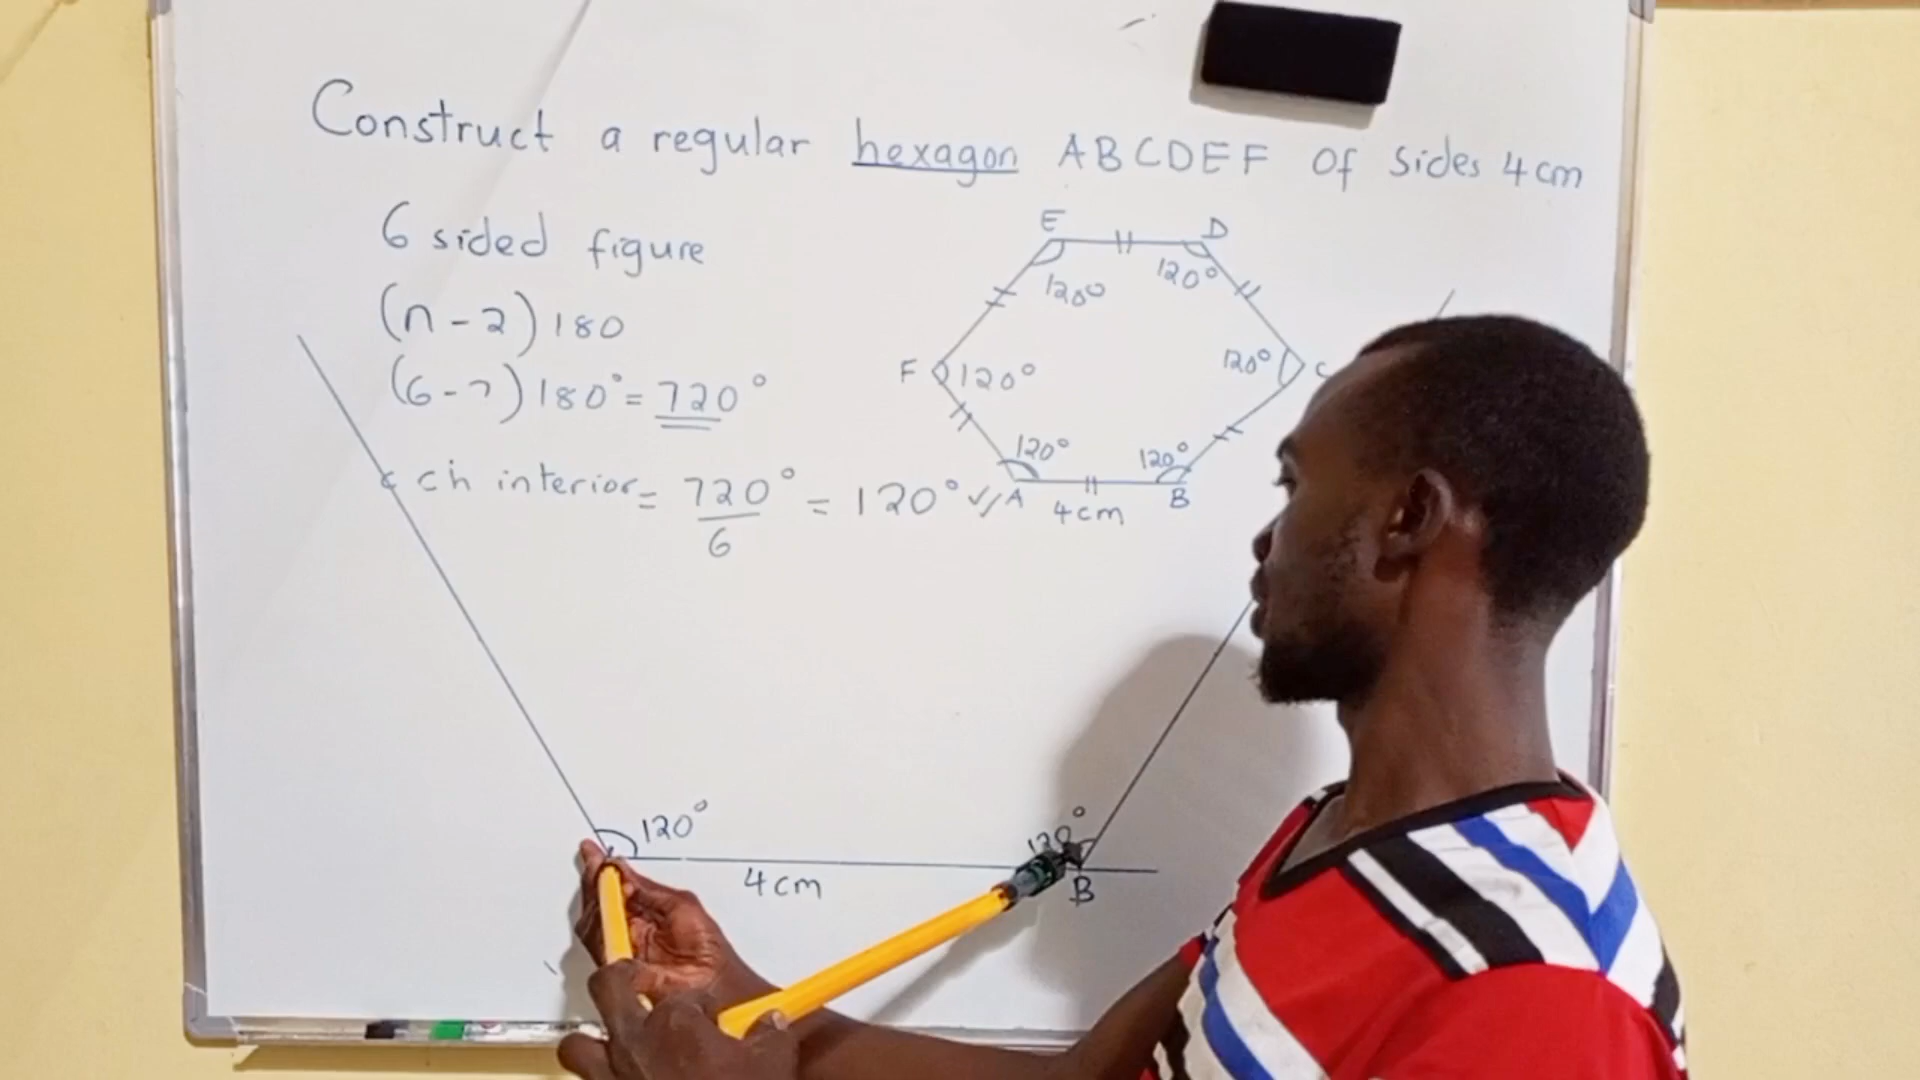 Construct a regular hexagon ABCDEF of sides 4cm
6 sided figure
(n-2)180
(6-2)180° = 720°
ch interior = 720°/6 = 120° ✓✓
E D
120° 120°
F 120° 120° C
120° 120°
A 4cm B
120° 120°
4cm B